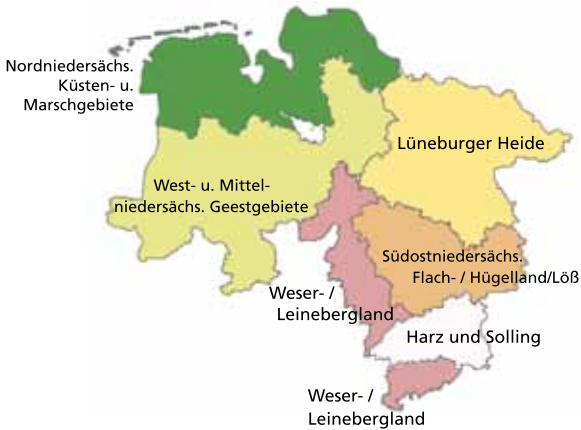 Nordniedersächs.
Küsten- u.
Marschgebiete
Lüneburger Heide
West- u. Mittel-
niedersächs. Geestgebiete
Südostniedersächs.
Flach- / Hügelland/Löß
Weser- /
Leinebergland
Harz und Solling
Weser- /
Leinebergland